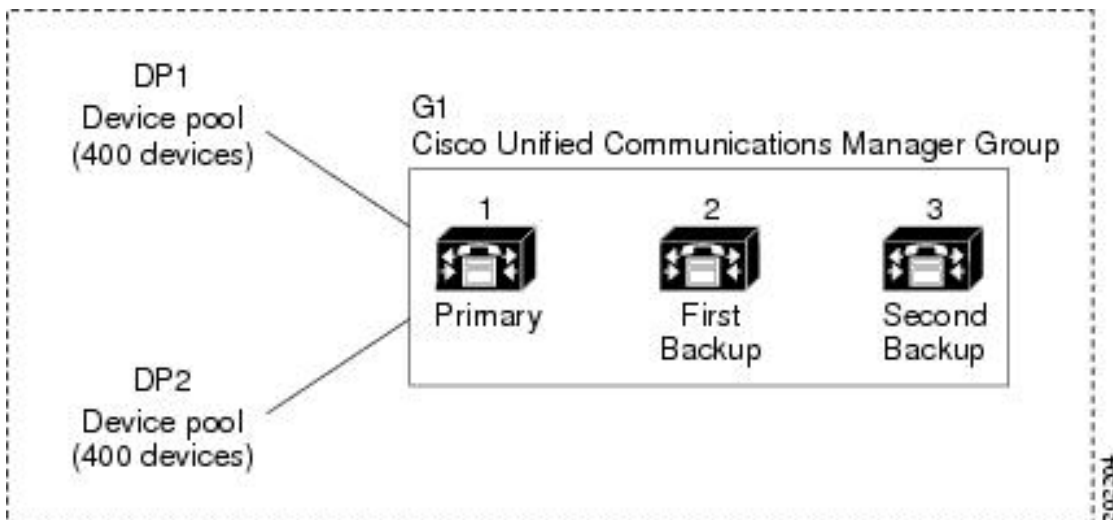 DP1
Device pool
(400 devices)
G1
Cisco Unified Communications Manager Group
1
2
3
Primary
First
Backup
Second
Backup
DP2
Device pool
(400 devices)